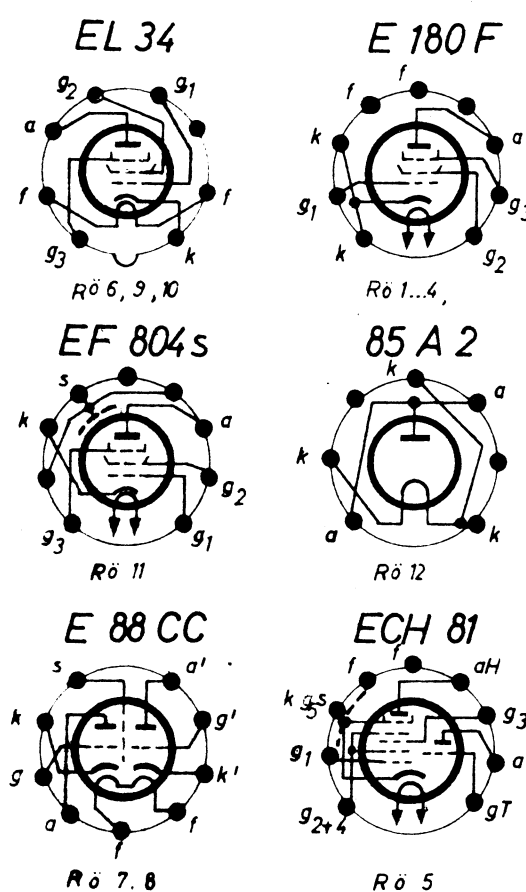 EL 34
E 180 F
g2
g1
a
f
f
g3
k
f
f
k
a
g1
g3
k
g2
Rö 6, 9, 10
Rö 1...4,
EF 804 s
85 A 2
s
k
a
g2
g3
g1
k
a
k
a
k
Rö 11
Rö 12
E 88 CC
ECH 81
s
a'
k
g'
g
k'
a
f
f
f
f
aH
k g5 s
g3
g1
a
g2+4
gT
Rö 7. 8
Rö 5